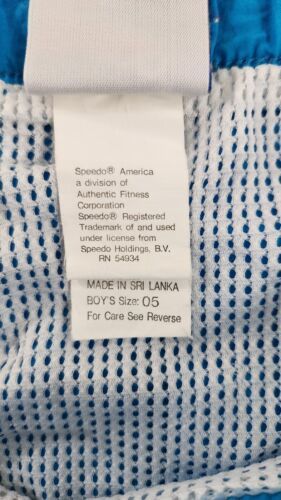 Speedo® America
a division of
Authentic Fitness
Corporation
Speedo® Registered
Trademark of and used
under license from
Speedo Holdings, B.V.
RN 54934
MADE IN SRI LANKA
BOY'S Size: 05
For Care See Reverse